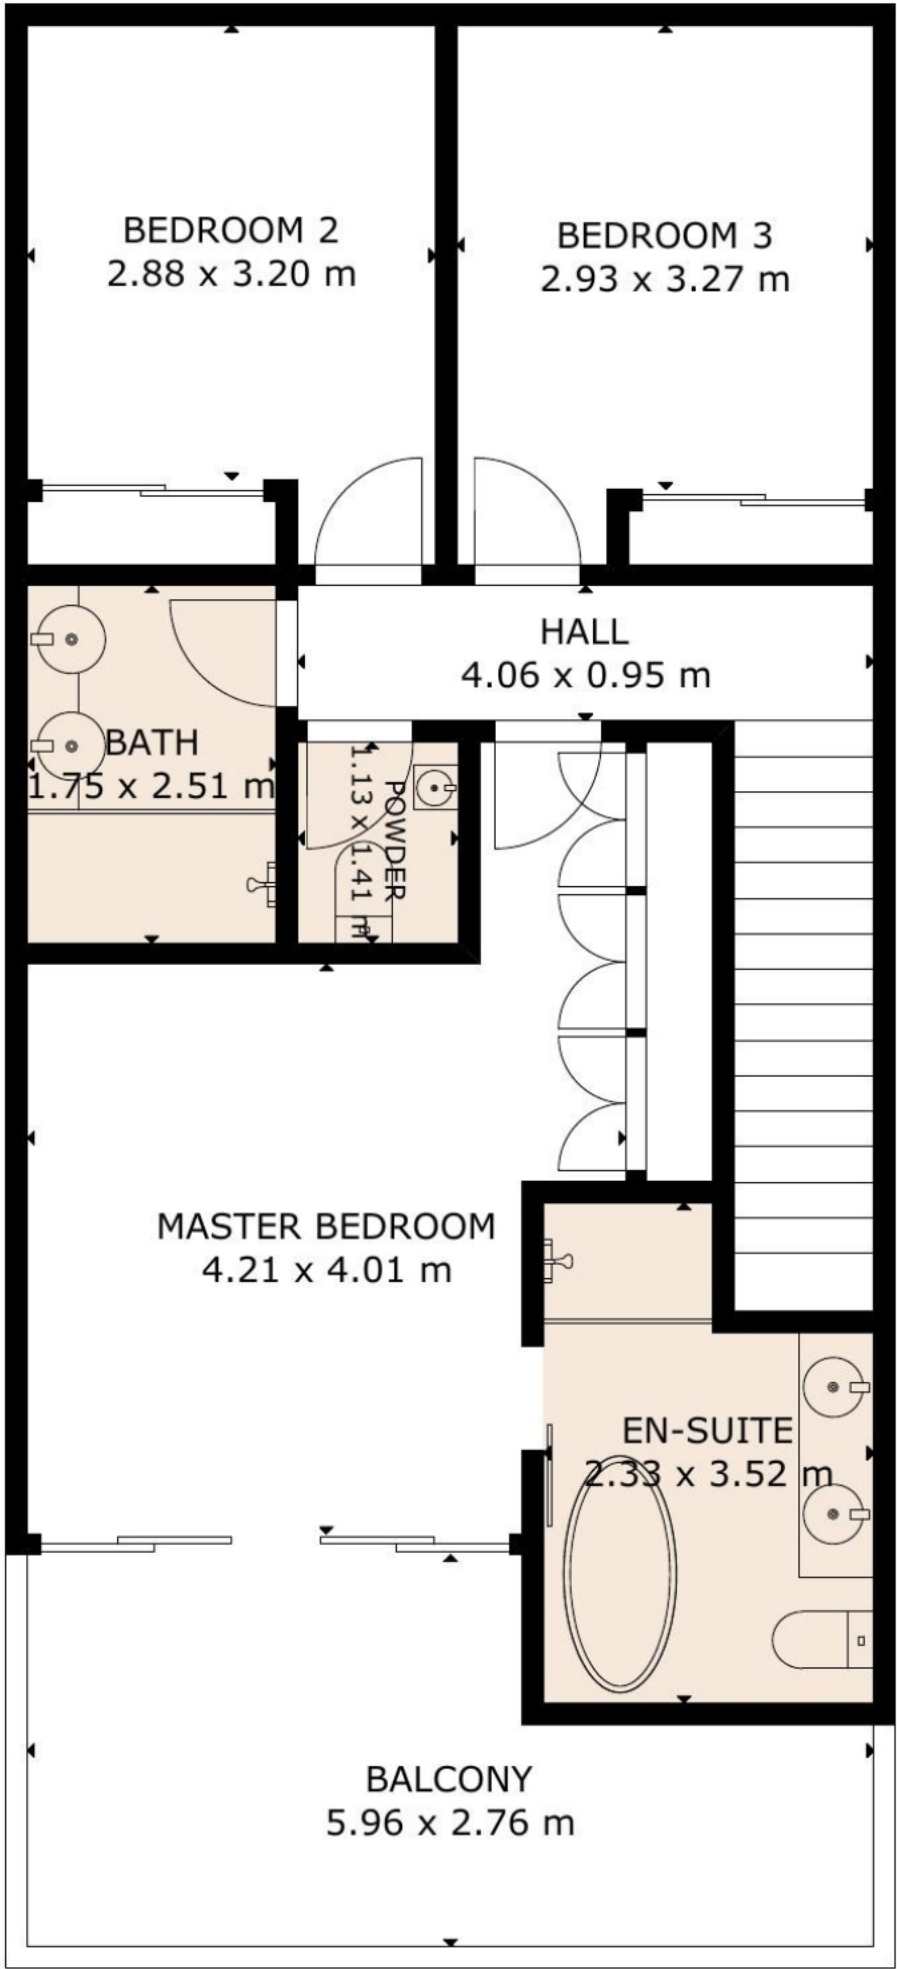 BEDROOM 2
2.88 x 3.20 m
BEDROOM 3
2.93 x 3.27 m
HALL
4.06 x 0.95 m
BATH
1.75 x 2.51 m
POWDER
1.13 x 1.41 m
MASTER BEDROOM
4.21 x 4.01 m
EN-SUITE
2.33 x 3.52 m
BALCONY
5.96 x 2.76 m